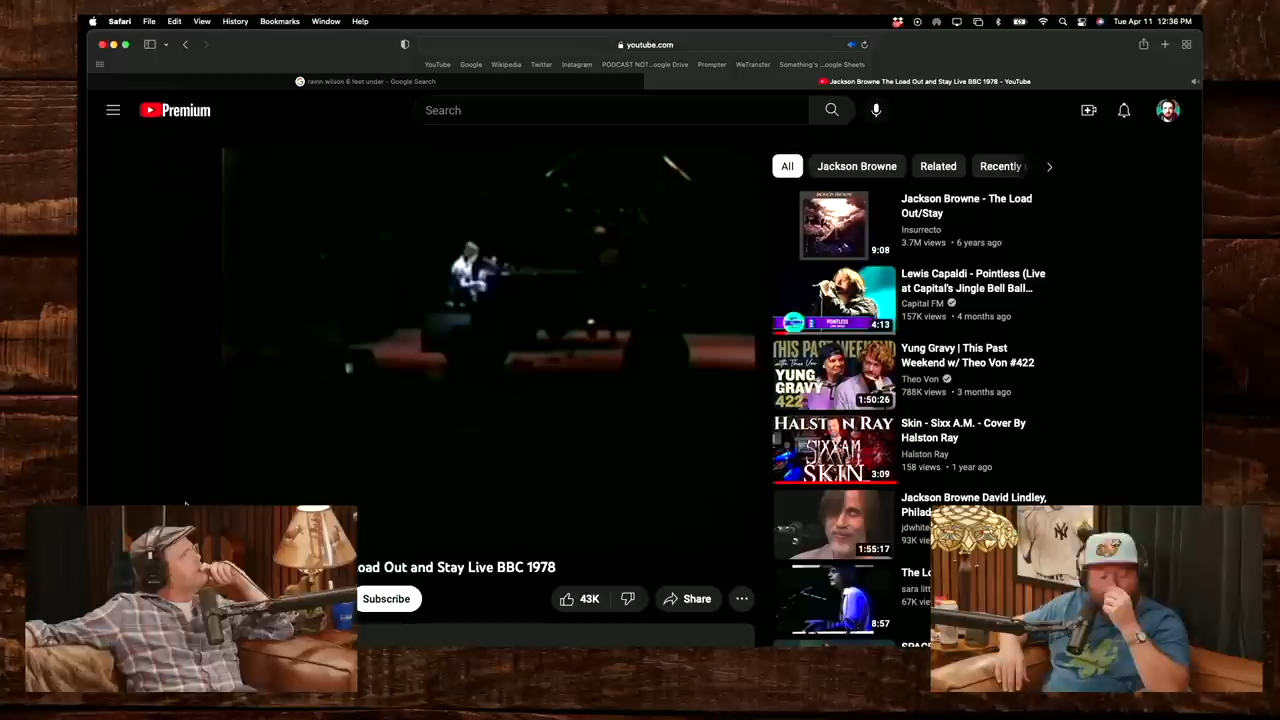 Safari File Edit View History Bookmarks Window Help
Tue Apr 11 12:36 PM
youtube.com
YouTube Google Wikipedia Twitter Instagram PODCAST NOT...oogle Drive Prompter WeTransfer Something's ...oogle Sheets
rainn wilson 6 feet under - Google Search
Jackson Browne The Load Out and Stay Live BBC 1978 - YouTube
Premium
Search
All
Jackson Browne
Related
Recently
Jackson Browne - The Load
Out/Stay
Insurrecto
3.7M views • 6 years ago
9:08
Lewis Capaldi - Pointless (Live
at Capital's Jingle Bell Ball...
Capital FM
157K views • 4 months ago
POINTLESS
4:13
THIS PAST WEEKEND
YUNG
GRAVY
422
1:50:26
Yung Gravy | This Past
Weekend w/ Theo Von #422
Theo Von
788K views • 3 months ago
HALSTON RAY
SIXXAM
SKIN
3:09
Skin - Sixx A.M. - Cover By
Halston Ray
Halston Ray
158 views • 1 year ago
Jackson Browne David Lindley,
Philad
jdwhite
93K vie
1:55:17
The Lo
sara litt
67K vie
8:57
oad Out and Stay Live BBC 1978
Subscribe
43K
Share